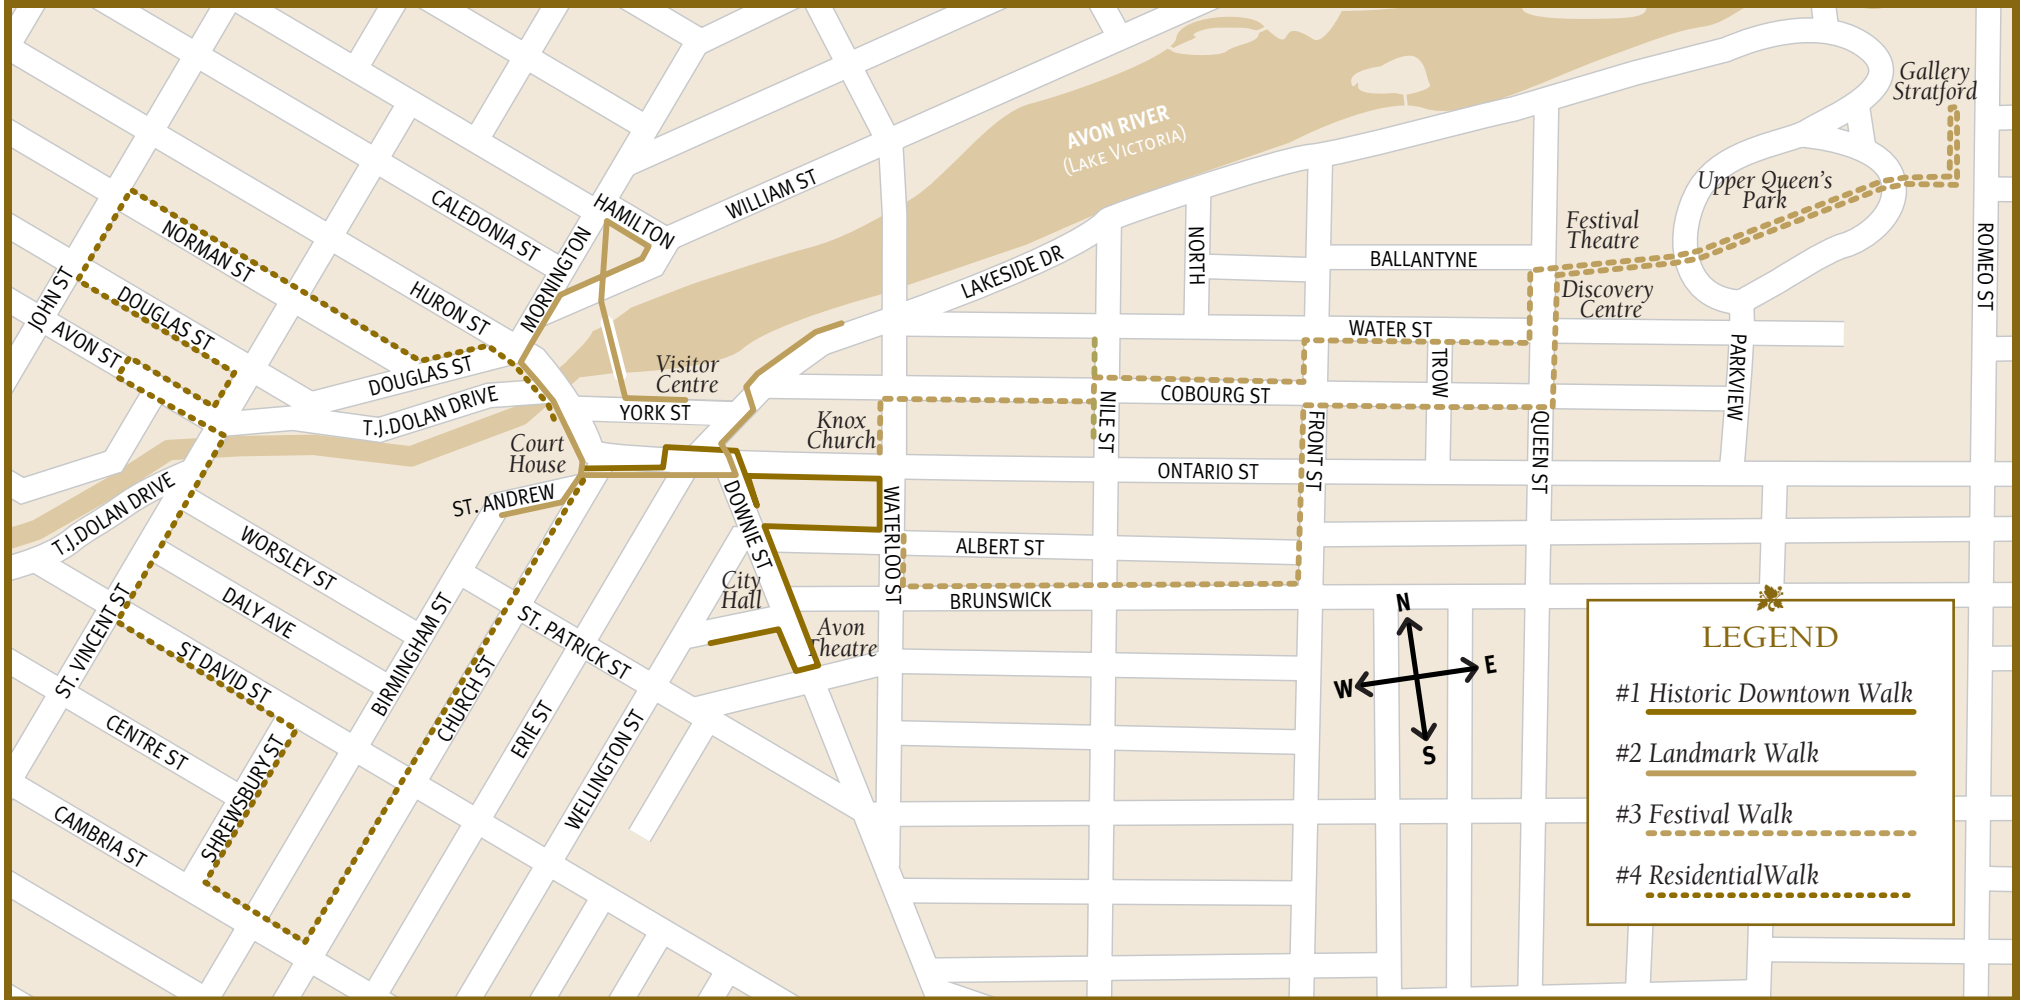 Gallery
Stratford
AVON RIVER
(LAKE VICTORIA)
Upper Queen's
Park
Festival
Theatre
Discovery
Centre
ROMEO ST
PARKVIEW
BALLANTYNE
WATER ST
TROW
QUEEN ST
NORTH
LAKESIDE DR
COBOURG ST
NILE ST
FRONT ST
ONTARIO ST
ALBERT ST
BRUNSWICK
WATERLOO ST
WILLIAM ST
HAMILTON
MORNINGTON
CALEDONIA ST
HURON ST
NORMAN ST
JOHN ST
DOUGLAS ST
AVON ST
DOUGLAS ST
T.J.DOLAN DRIVE
Visitor
Centre
YORK ST
Knox
Church
Court
House
ST. ANDREW
DOWNIE ST
City
Hall
Avon
Theatre
T.J.DOLAN DRIVE
WORSLEY ST
DALY AVE
ST. VINCENT ST
ST DAVID ST
BIRMINGHAM ST
ST. PATRICK ST
CHURCH ST
ERIE ST
WELLINGTON ST
CENTRE ST
SHREWSBURY ST
CAMBRIA ST
N
E
W
S
LEGEND
#1 Historic Downtown Walk
#2 Landmark Walk
#3 Festival Walk
#4 ResidentialWalk